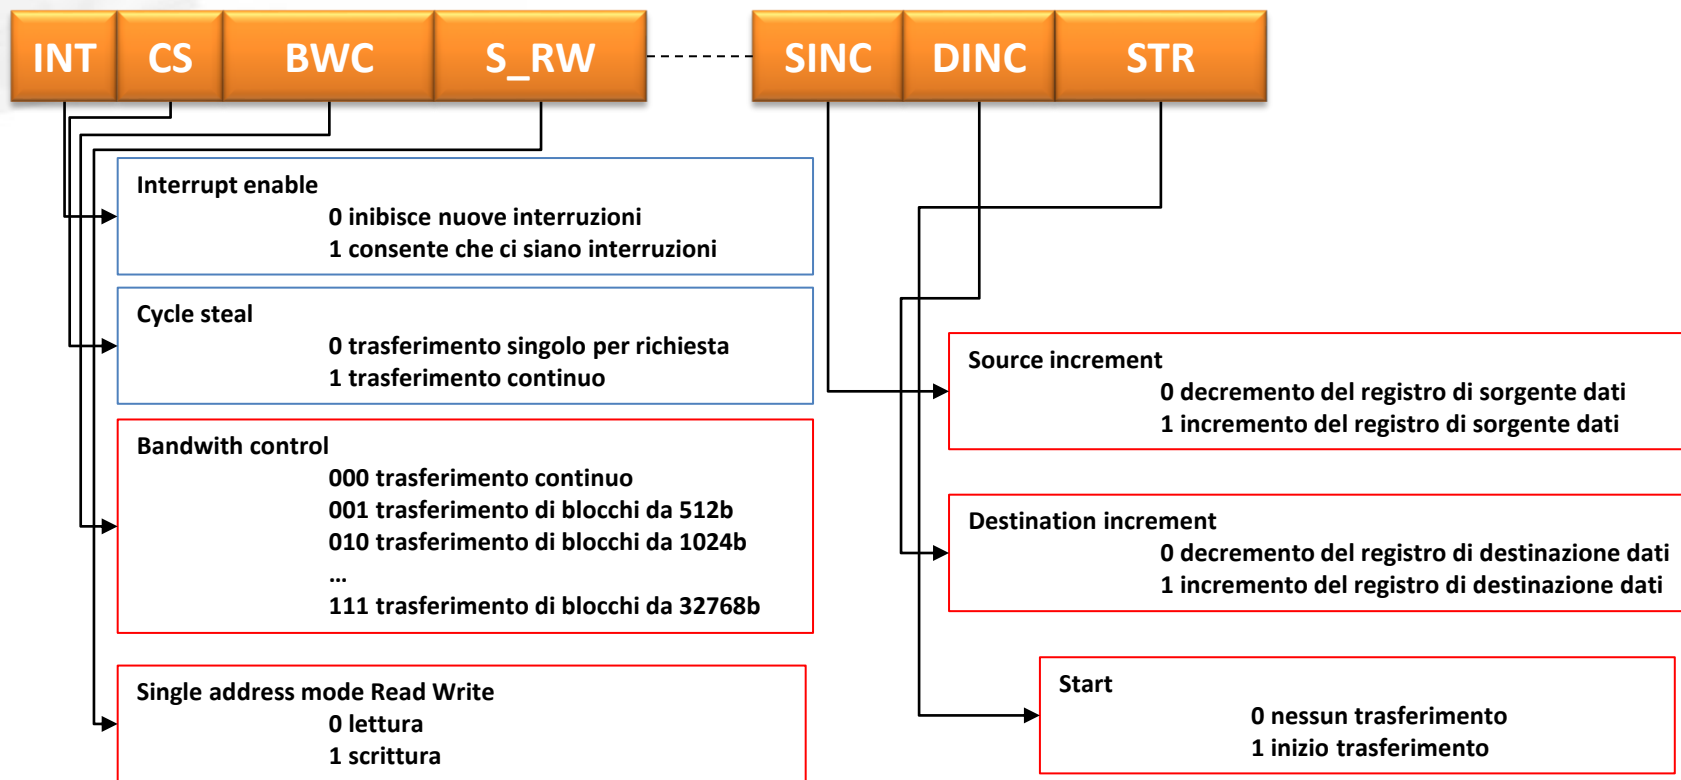 INT CS BWC S_RW SINC DINC STR
Interrupt enable
0 inibisce nuove interruzioni
1 consente che ci siano interruzioni
Cycle steal
0 trasferimento singolo per richiesta
1 trasferimento continuo
Bandwith control
000 trasferimento continuo
001 trasferimento di blocchi da 512b
010 trasferimento di blocchi da 1024b
...
111 trasferimento di blocchi da 32768b
Single address mode Read Write
0 lettura
1 scrittura
Source increment
0 decremento del registro di sorgente dati
1 incremento del registro di sorgente dati
Destination increment
0 decremento del registro di destinazione dati
1 incremento del registro di destinazione dati
Start
0 nessun trasferimento
1 inizio trasferimento